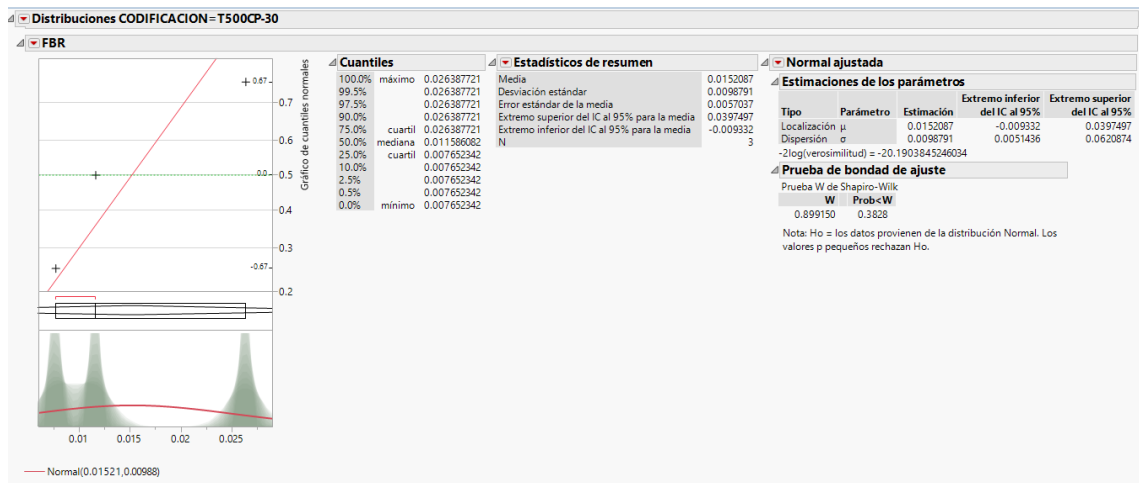 Distribuciones CODIFICACION=T500CP-30
FBR
0.67
0.7
0.6
0.0
0.5
0.4
0.3
-0.67
0.2
Gráfico de cuantiles normales
0.01 0.015 0.02 0.025
Normal(0.01521,0.00988)
Cuantiles
100.0% máximo 0.026387721
99.5% 0.026387721
97.5% 0.026387721
90.0% 0.026387721
75.0% cuartil 0.026387721
50.0% mediana 0.011586082
25.0% cuartil 0.007652342
10.0% 0.007652342
2.5% 0.007652342
0.5% 0.007652342
0.0% mínimo 0.007652342
Estadísticos de resumen
Media 0.0152087
Desviación estándar 0.0098791
Error estándar de la media 0.0057037
Extremo superior del IC al 95% para la media 0.0397497
Extremo inferior del IC al 95% para la media -0.009332
N 3
Normal ajustada
Estimaciones de los parámetros
Extremo inferior Extremo superior
Tipo Parámetro Estimación del IC al 95% del IC al 95%
Localización μ 0.0152087 -0.009332 0.0397497
Dispersión σ 0.0098791 0.0051436 0.0620874
-2log(verosimilitud) = -20.1903845246034
Prueba de bondad de ajuste
Prueba W de Shapiro-Wilk
W Prob<W
0.899150 0.3828
Nota: Ho = los datos provienen de la distribución Normal. Los
valores p pequeños rechazan Ho.